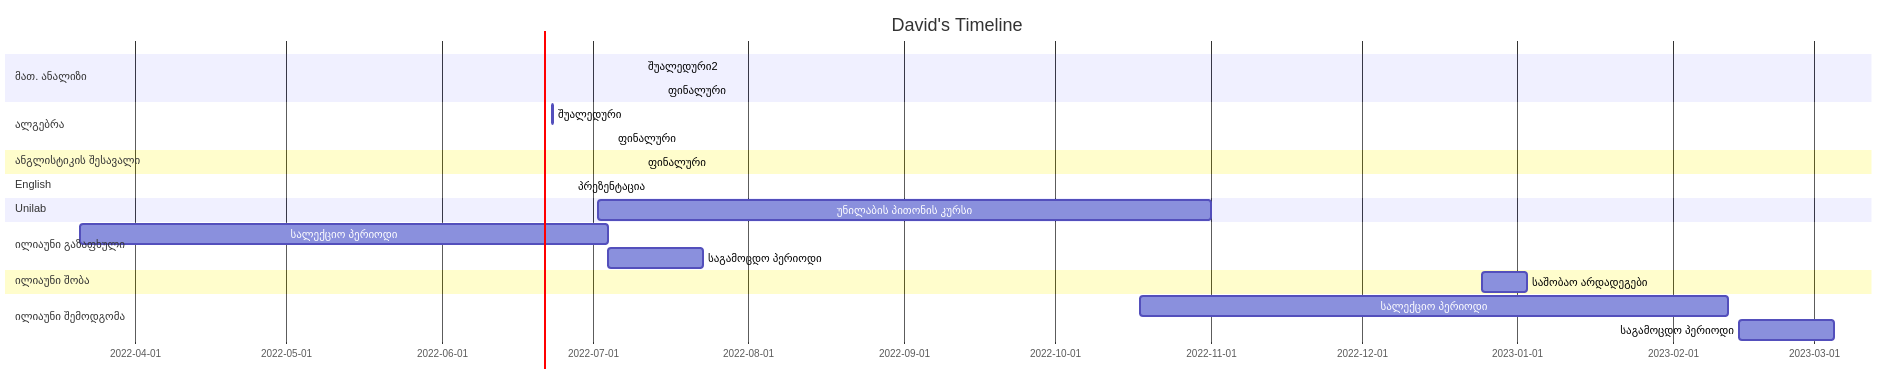 David's Timeline
მათ. ანალიზი
შუალედური2
ფინალური
ალგებრა
შუალედური
ფინალური
ანგლისტიკის შესავალი
ფინალური
English
პრეზენტაცია
Unilab
უნილაბის პითონის კურსი
ილიაუნი გაზაფხული
სალექციო პერიოდი
საგამოცდო პერიოდი
ილიაუნი შობა
საშობაო არდადეგები
ილიაუნი შემოდგომა
სალექციო პერიოდი
საგამოცდო პერიოდი
2022-04-01 2022-05-01 2022-06-01 2022-07-01 2022-08-01 2022-09-01 2022-10-01 2022-11-01 2022-12-01 2023-01-01 2023-02-01 2023-03-01